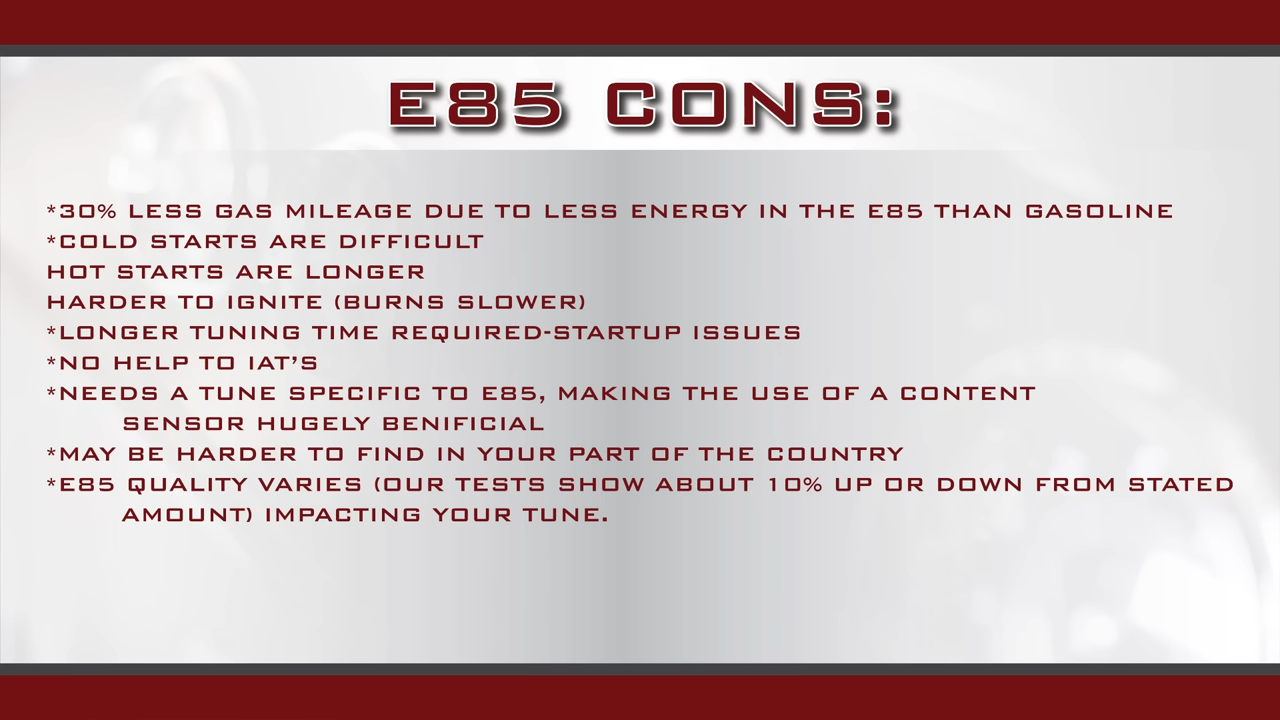 E85 CONS:
*30% LESS GAS MILEAGE DUE TO LESS ENERGY IN THE E85 THAN GASOLINE
*COLD STARTS ARE DIFFICULT
HOT STARTS ARE LONGER
HARDER TO IGNITE (BURNS SLOWER)
*LONGER TUNING TIME REQUIRED-STARTUP ISSUES
*NO HELP TO IAT'S
*NEEDS A TUNE SPECIFIC TO E85, MAKING THE USE OF A CONTENT
SENSOR HUGELY BENIFICIAL
*MAY BE HARDER TO FIND IN YOUR PART OF THE COUNTRY
*E85 QUALITY VARIES (OUR TESTS SHOW ABOUT 10% UP OR DOWN FROM STATED
AMOUNT) IMPACTING YOUR TUNE.